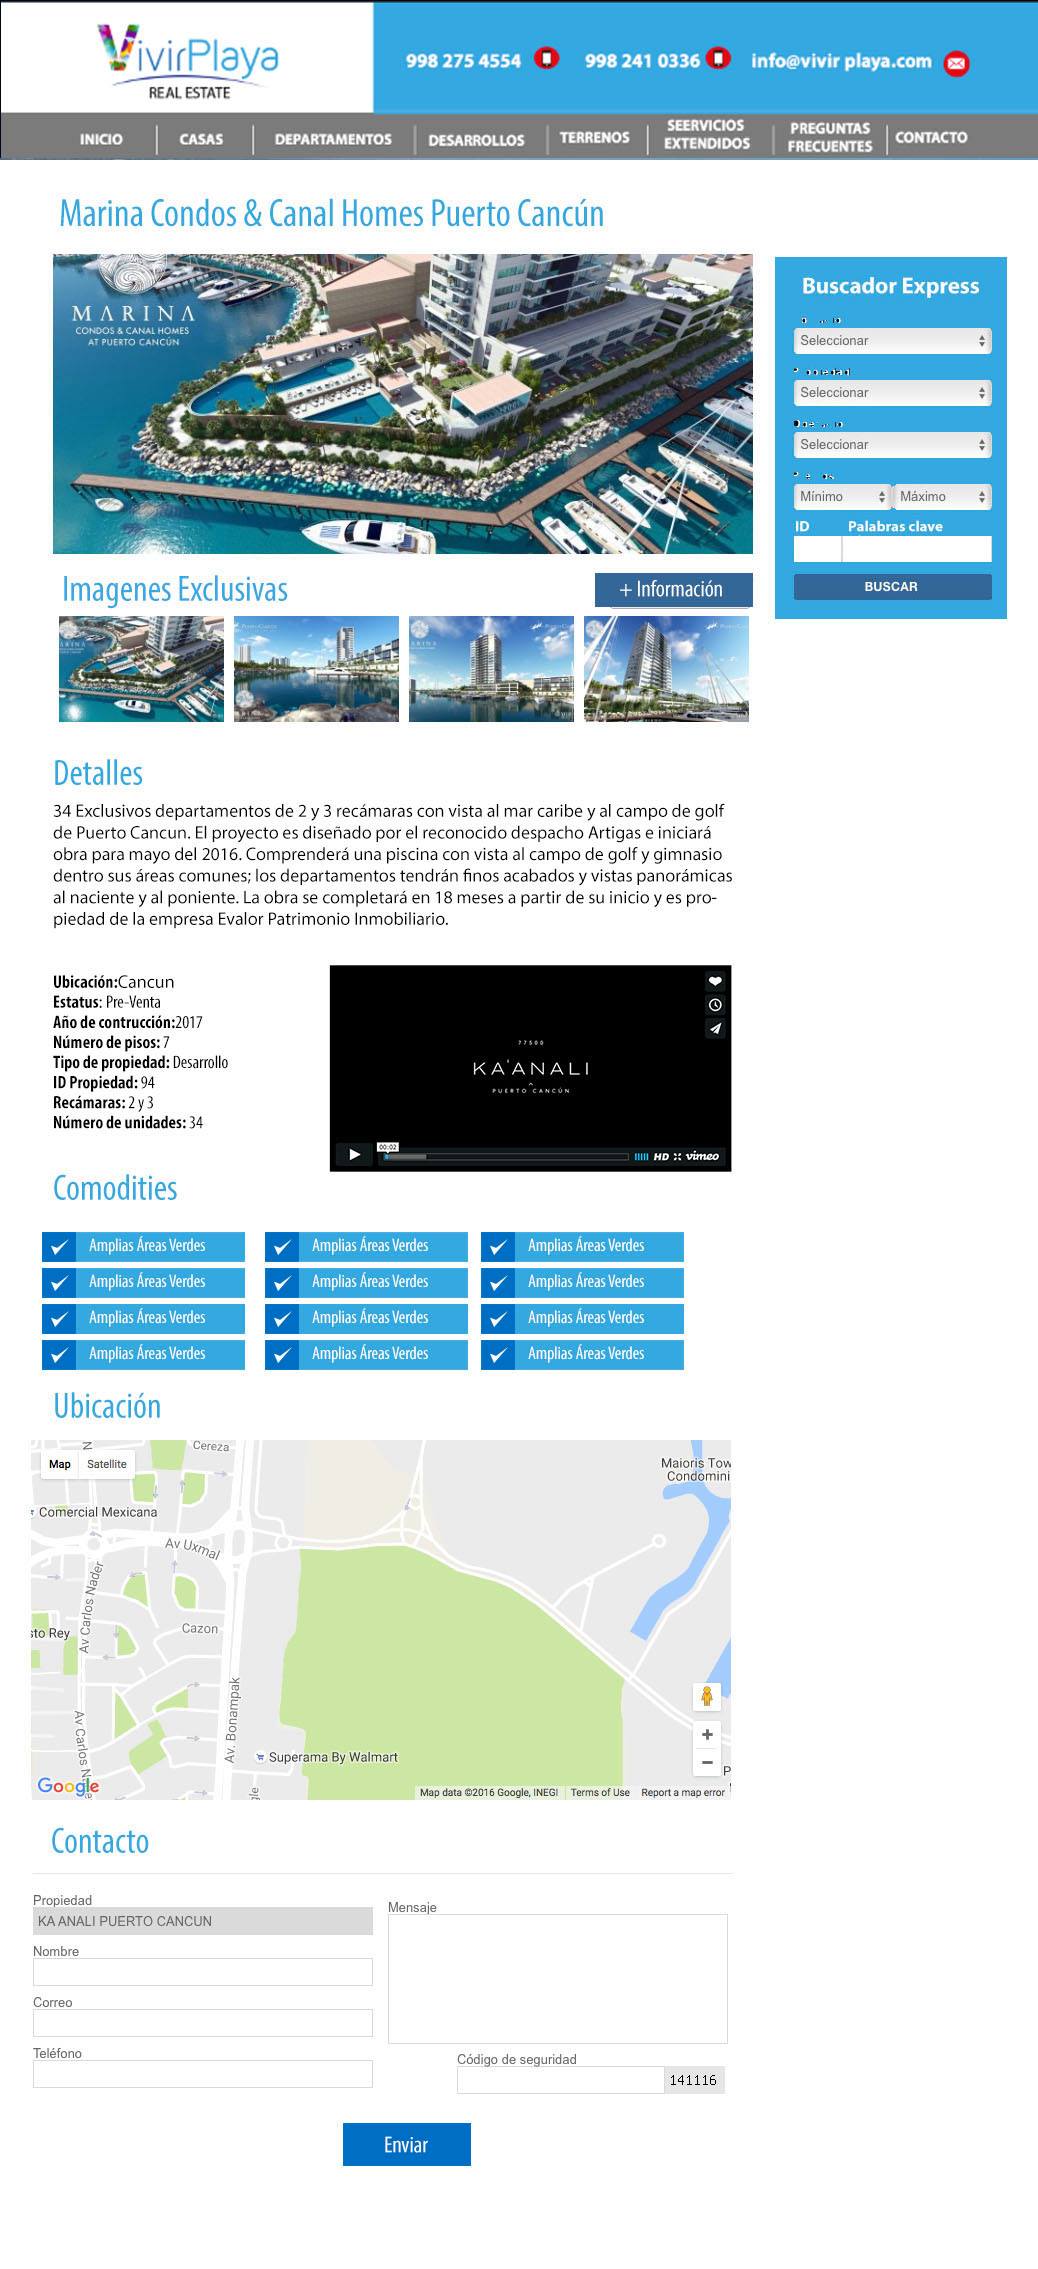 VivirPlaya
REAL ESTATE
998 275 4554
998 241 0336
info@vivir playa.com
INICIO
CASAS
DEPARTAMENTOS
DESARROLLOS
TERRENOS
SEERVICIOS
EXTENDIDOS
PREGUNTAS
FRECUENTES
CONTACTO
Marina Condos & Canal Homes Puerto Cancún
MARINA
CONDOS & CANAL HOMES
AT PUERTO CANCÚN
Buscador Express
Seleccionar
Seleccionar
Seleccionar
Mínimo
Máximo
ID
Palabras clave
BUSCAR
Imagenes Exclusivas
+ Información
MARINA
Detalles
34 Exclusivos departamentos de 2 y 3 recámaras con vista al mar caribe y al campo de golf
de Puerto Cancun. El proyecto es diseñado por el reconocido despacho Artigas e iniciará
obra para mayo del 2016. Comprenderá una piscina con vista al campo de golf y gimnasio
dentro sus áreas comunes; los departamentos tendrán finos acabados y vistas panorámicas
al naciente y al poniente. La obra se completará en 18 meses a partir de su inicio y es pro-
piedad de la empresa Evalor Patrimonio Inmobiliario.
Ubicación:Cancun
Estatus: Pre-Venta
Año de contrucción:2017
Número de pisos: 7
Tipo de propiedad: Desarrollo
ID Propiedad: 94
Recámaras: 2 y 3
Número de unidades: 34
77500
KA'ANALI
PUERTO CANCÚN
00:02
HD
vimeo
Comodities
Amplias Áreas Verdes
Amplias Áreas Verdes
Amplias Áreas Verdes
Amplias Áreas Verdes
Amplias Áreas Verdes
Amplias Áreas Verdes
Amplias Áreas Verdes
Amplias Áreas Verdes
Amplias Áreas Verdes
Amplias Áreas Verdes
Amplias Áreas Verdes
Amplias Áreas Verdes
Ubicación
Map
Satellite
Cereza
Maioris Tow
Condomini
Comercial Mexicana
Av Uxmal
Av Carlos Nader
sto Rey
Cazon
Av. Bonampak
Av Carlos N
Superama By Walmart
Google
Map data ©2016 Google, INEGI
Terms of Use
Report a map error
Contacto
Propiedad
KA ANALI PUERTO CANCUN
Nombre
Correo
Teléfono
Mensaje
Código de seguridad
141116
Enviar